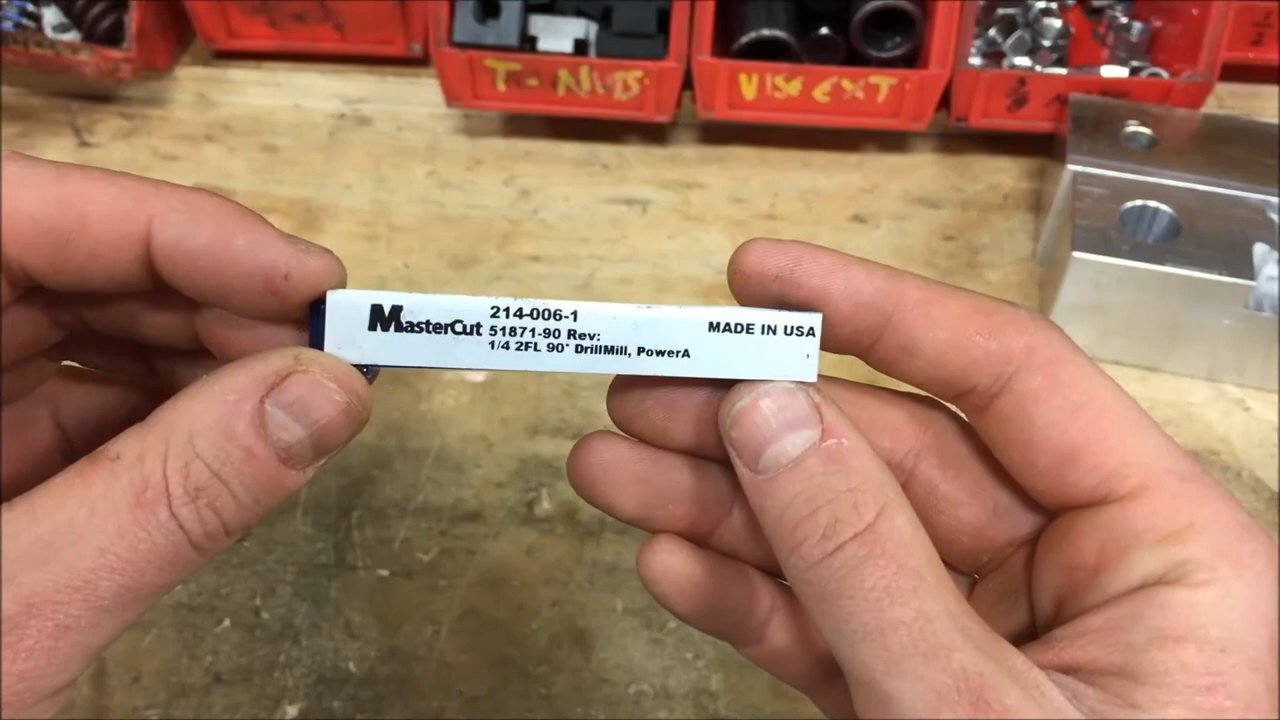 T-NUTS
VISE EXT
MasterCut
214-006-1
51871-90 Rev:
1/4 2FL 90° DrillMill, PowerA
MADE IN USA